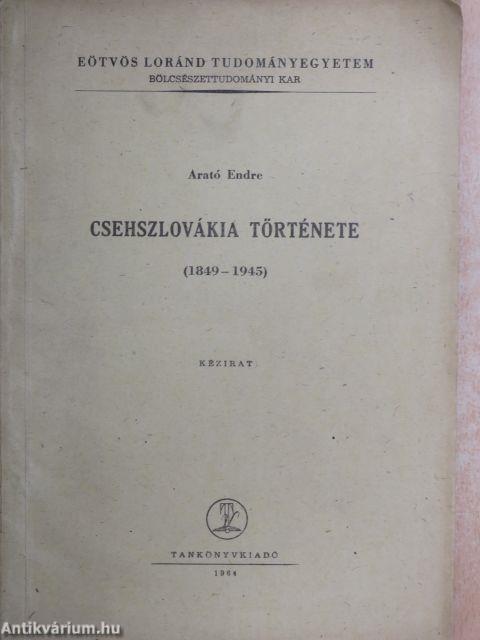 EÖTVÖS LORÁND TUDOMÁNYEGYETEM
BÖLCSÉSZETTUDOMÁNYI KAR
Arató Endre
CSEHSZLOVÁKIA TÖRTÉNETE
(1849–1945)
KÉZIRAT
TANKÖNYVKIADÓ
1964
Antikvárium.hu